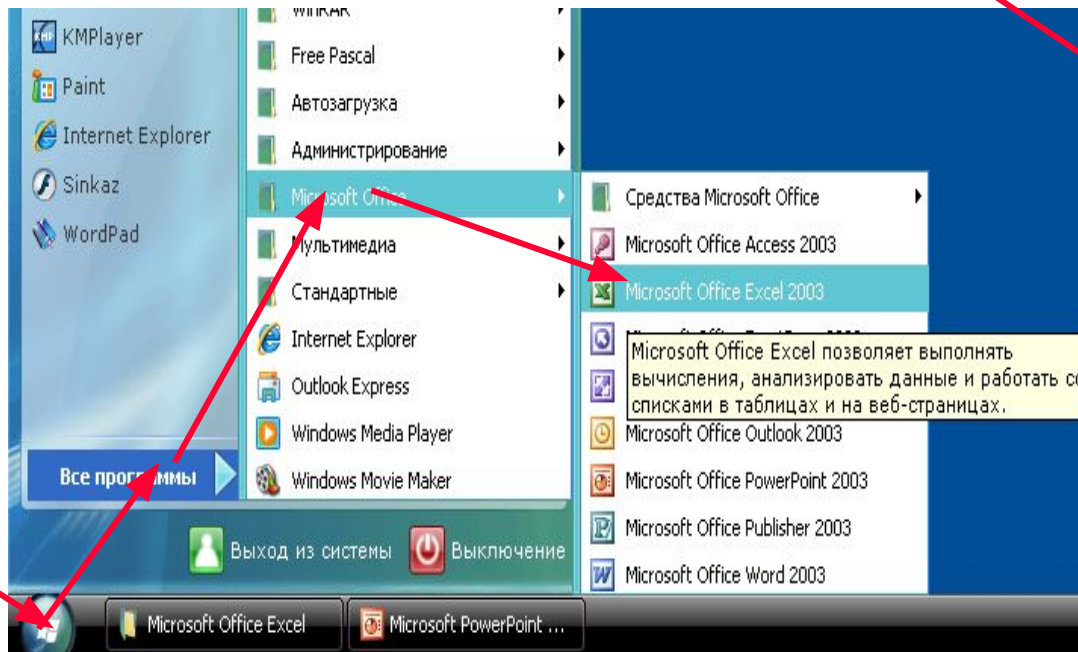 KMPlayer
Paint
Internet Explorer
Sinkaz
WordPad
Все программы
WinRAR
Free Pascal
Автозагрузка
Администрирование
Microsoft Office
Мультимедиа
Стандартные
Internet Explorer
Outlook Express
Windows Media Player
Windows Movie Maker
Средства Microsoft Office
Microsoft Office Access 2003
Microsoft Office Excel 2003
Microsoft Office Excel позволяет выполнять
вычисления, анализировать данные и работать со
списками в таблицах и на веб-страницах.
Microsoft Office Outlook 2003
Microsoft Office PowerPoint 2003
Microsoft Office Publisher 2003
Microsoft Office Word 2003
Выход из системы
Выключение
Microsoft Office Excel
Microsoft PowerPoint ...